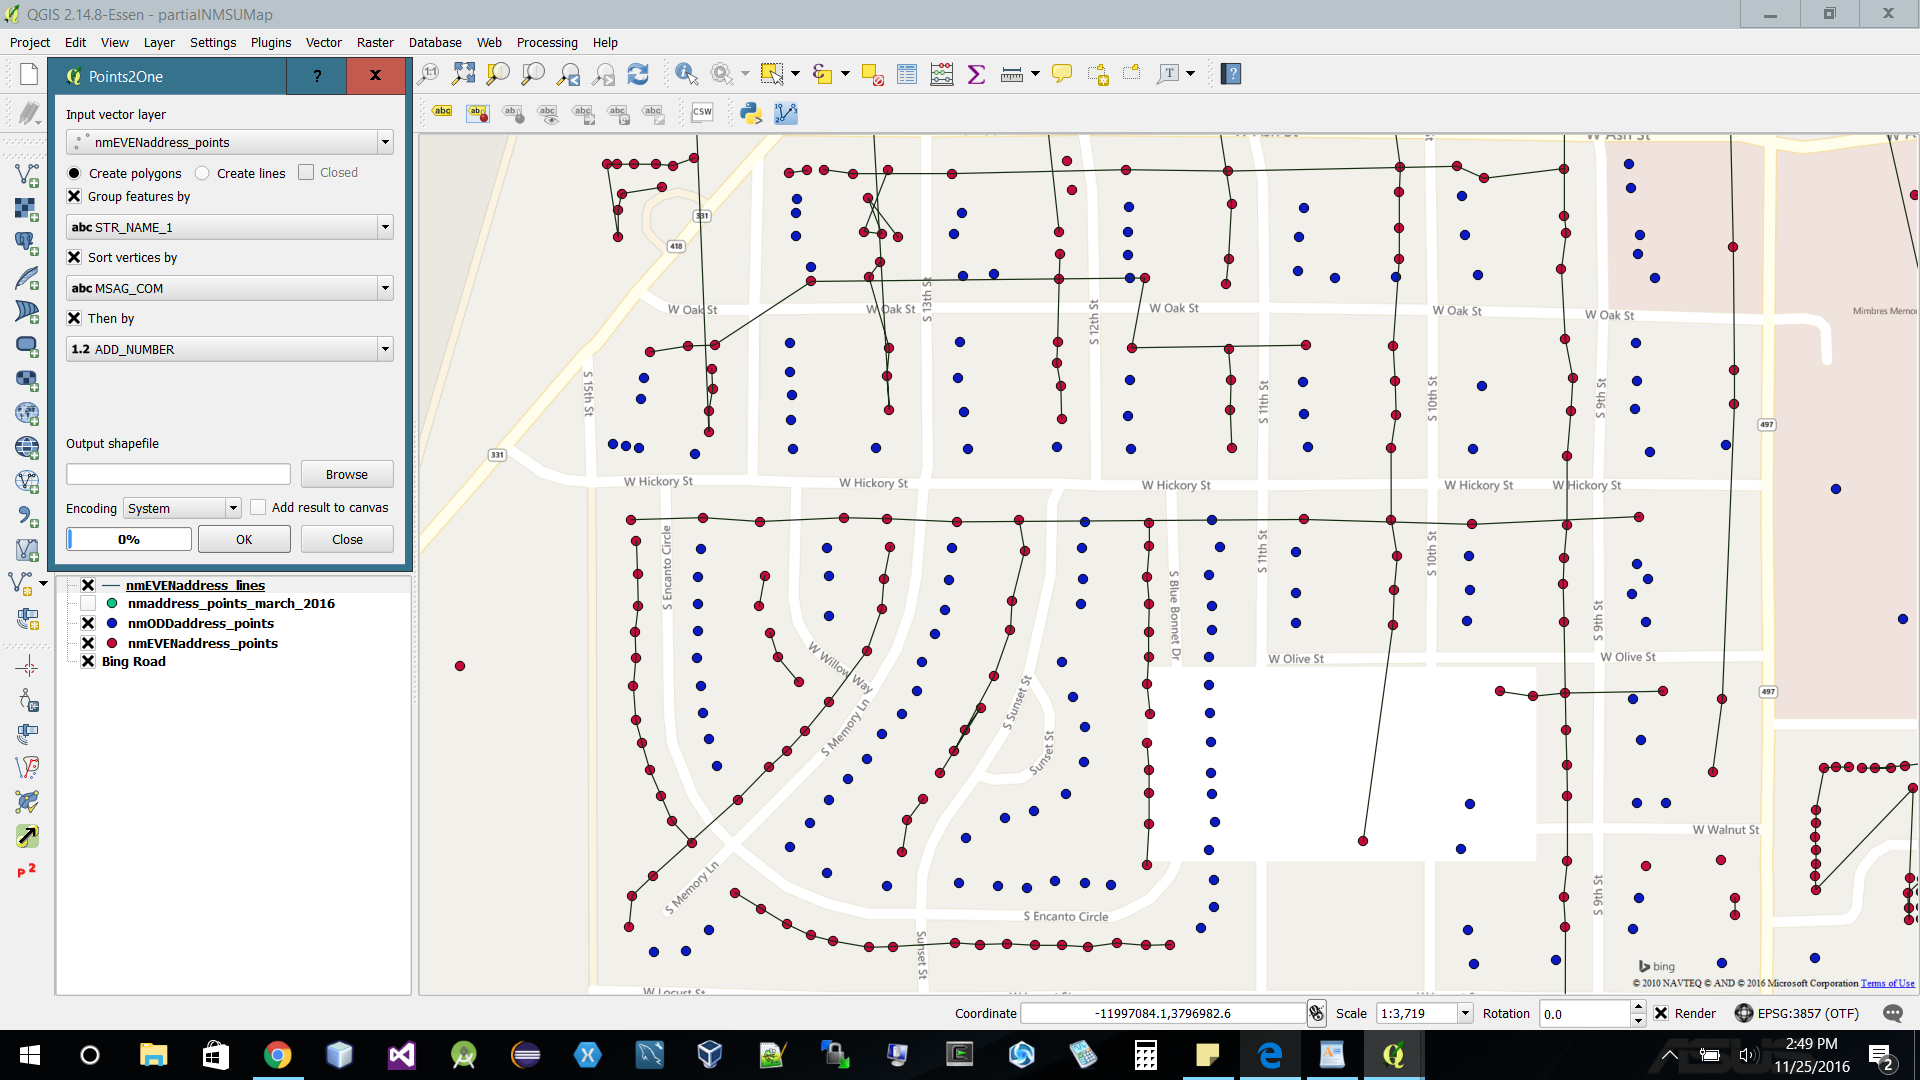 QGIS 2.14.8-Essen - partialNMSUMap
Project Edit View Layer Settings Plugins Vector Raster Database Web Processing Help
Points2One
?
X
Input vector layer
nmEVENaddress_points
Create polygons Create lines Closed
Group features by
abc STR_NAME_1
Sort vertices by
abc MSAG_COM
Then by
1.2 ADD_NUMBER
Output shapefile
Browse
Encoding System Add result to canvas
0% OK Close
nmEVENaddress_lines
nmaddress_points_march_2016
nmODDaddress_points
nmEVENaddress_points
Bing Road
CSW
331
418
W Oak St
W Oak St
W Oak St
W Oak St
W Oak St
S 13th St
S 12th St
S 15th St
S 11th St
S 10th St
S 9th St
Mimbres Memo
497
331
W Hickory St
W Hickory St
W Hickory St
W Hickory St
W Hickory St
S Encanto Circle
S 11th St
S 10th St
S Blue Bonnet Dr
S 9th St
W Willow Way
W Olive St
W Olive St
S Memory Ln
S Sunset St
Sunset St
497
W Walnut St
S Memory Ln
S 9th St
S Encanto Circle
Sunset St
W Locust St
bing
© 2010 NAVTEQ © AND © 2016 Microsoft Corporation Terms of Use
Coordinate -11997084.1,3796982.6 Scale 1:3,719 Rotation 0.0 Render EPSG:3857 (OTF)
2:49 PM
11/25/2016
2